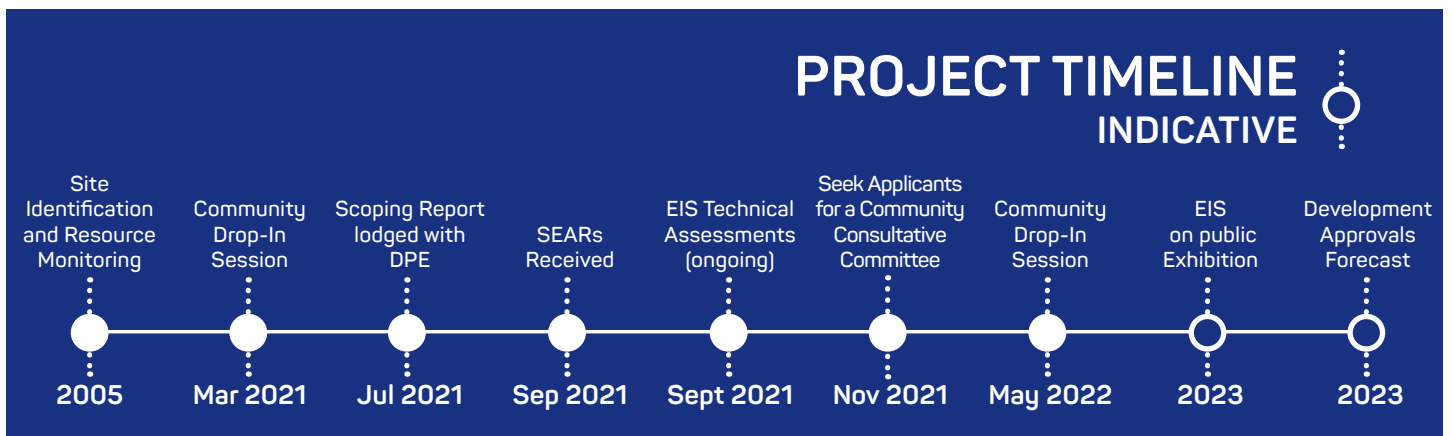 PROJECT TIMELINE
INDICATIVE
Site
Identification
and Resource
Monitoring
2005
Community
Drop-In
Session
Mar 2021
Scoping Report
lodged with
DPE
Jul 2021
SEARs
Received
Sep 2021
EIS Technical
Assessments
(ongoing)
Sept 2021
Seek Applicants
for a Community
Consultative
Committee
Nov 2021
Community
Drop-In
Session
May 2022
EIS
on public
Exhibition
2023
Development
Approvals
Forecast
2023